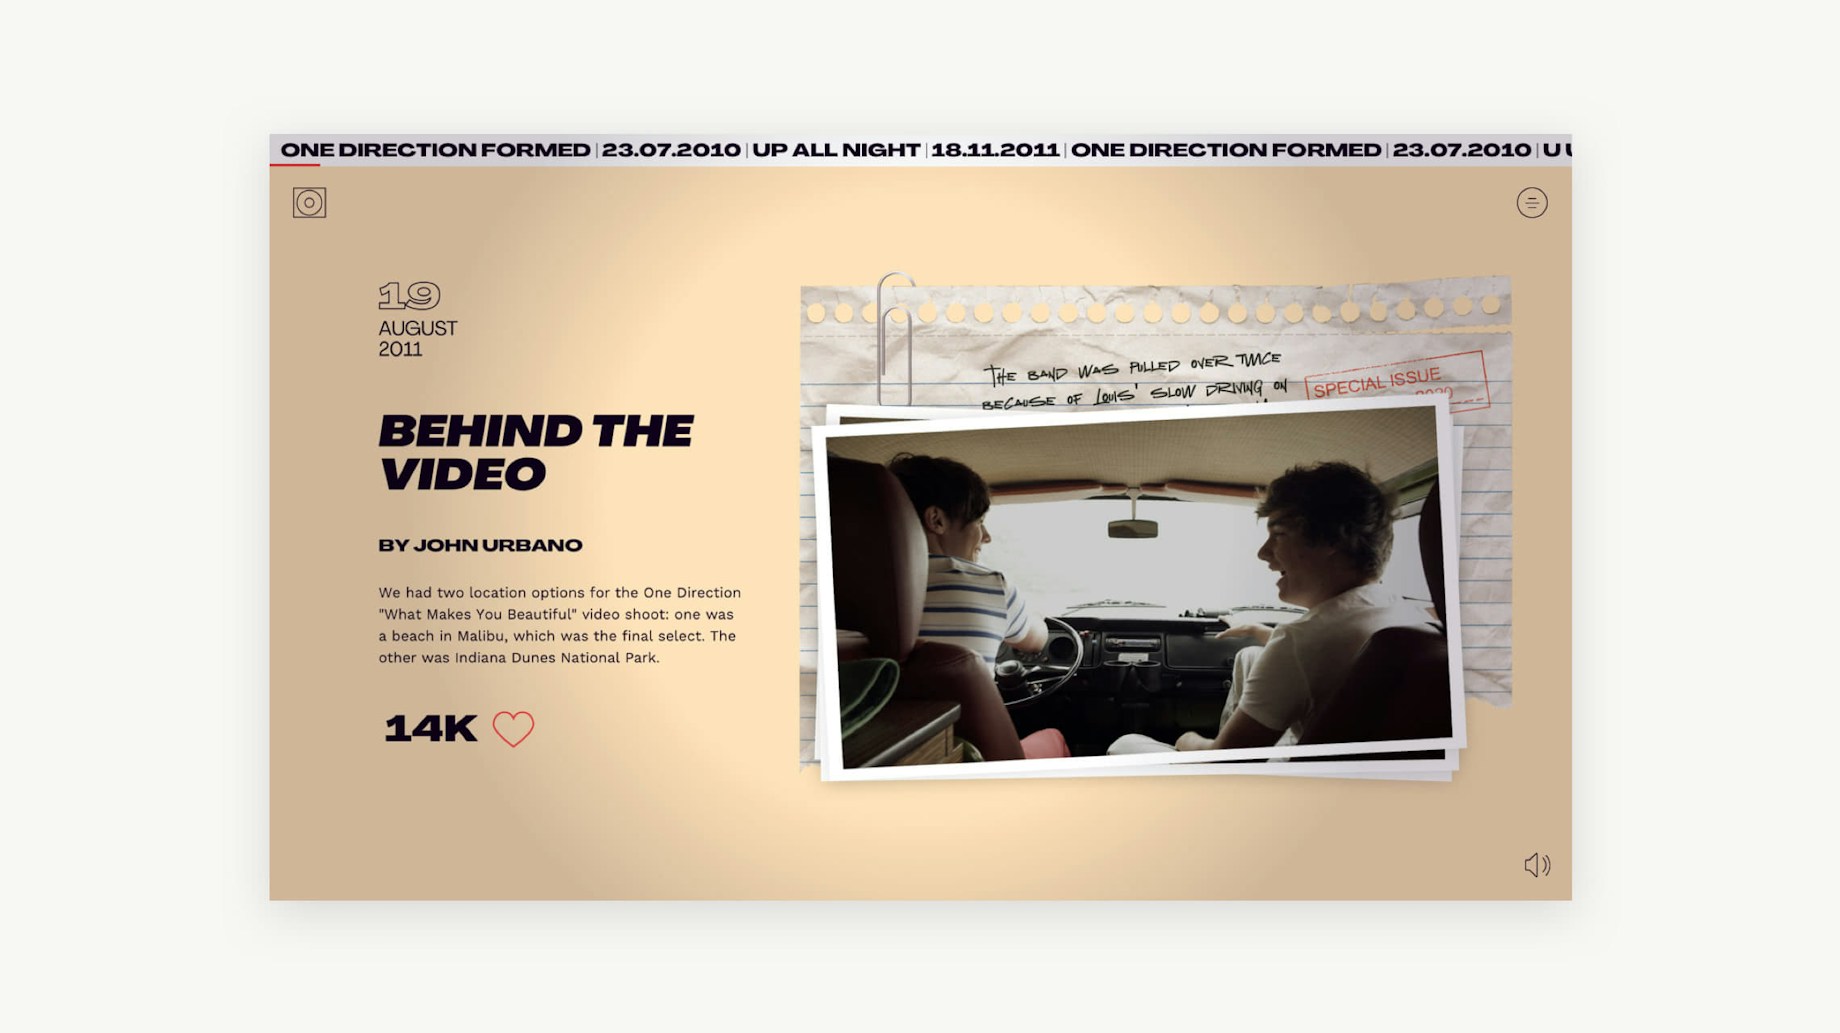 ONE DIRECTION FORMED | 23.07.2010 | UP ALL NIGHT | 18.11.2011 | ONE DIRECTION FORMED | 23.07.2010 | U U
19
AUGUST
2011
BEHIND THE
VIDEO
BY JOHN URBANO
We had two location options for the One Direction
"What Makes You Beautiful" video shoot: one was
a beach in Malibu, which was the final select. The
other was Indiana Dunes National Park.
14K
THE BAND WAS PULLED OVER TWICE
BECAUSE OF LOUIS' SLOW DRIVING ON
SPECIAL ISSUE